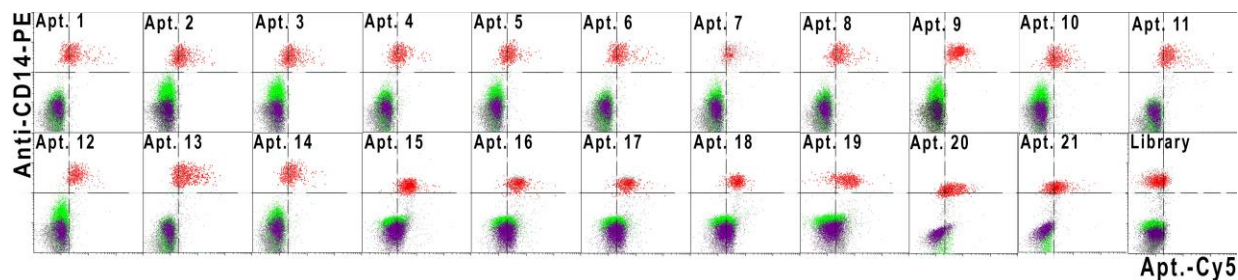 Anti-CD14-PE
Apt. 1 Apt. 2 Apt. 3 Apt. 4 Apt. 5 Apt. 6 Apt. 7 Apt. 8 Apt. 9 Apt. 10 Apt. 11
Apt. 12 Apt. 13 Apt. 14 Apt. 15 Apt. 16 Apt. 17 Apt. 18 Apt. 19 Apt. 20 Apt. 21 Library
Apt.-Cy5